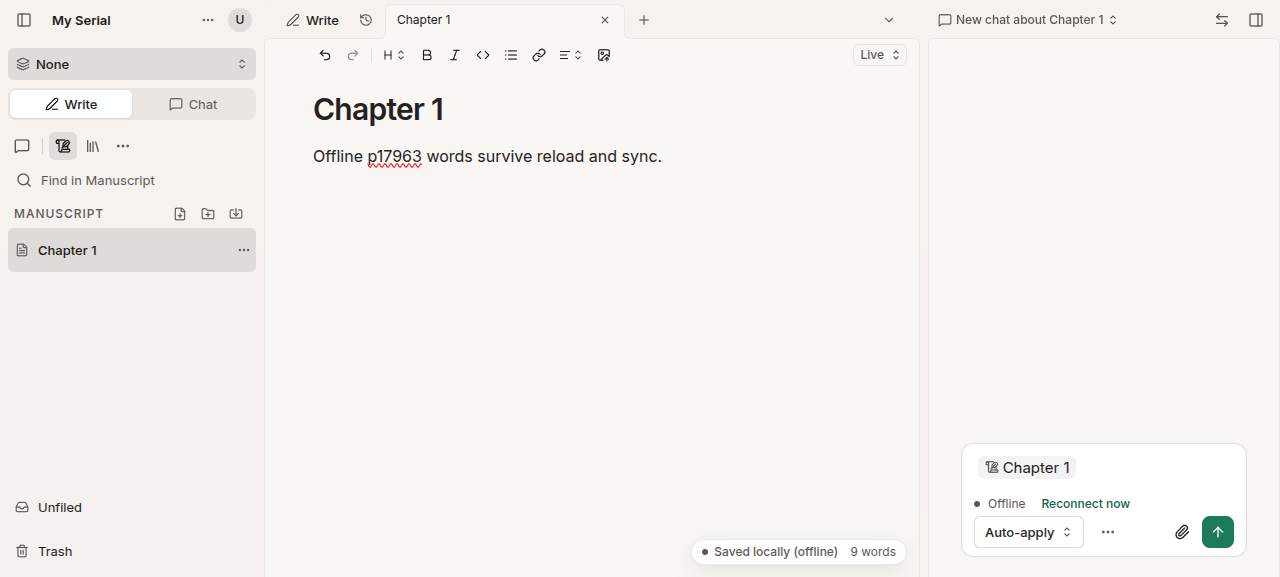 My Serial
U
None
Write
Chat
Find in Manuscript
MANUSCRIPT
Chapter 1
Unfiled
Trash
Write
Chapter 1
H
B
I
Live
Chapter 1
Offline p17963 words survive reload and sync.
Saved locally (offline) 9 words
New chat about Chapter 1
Chapter 1
Offline Reconnect now
Auto-apply